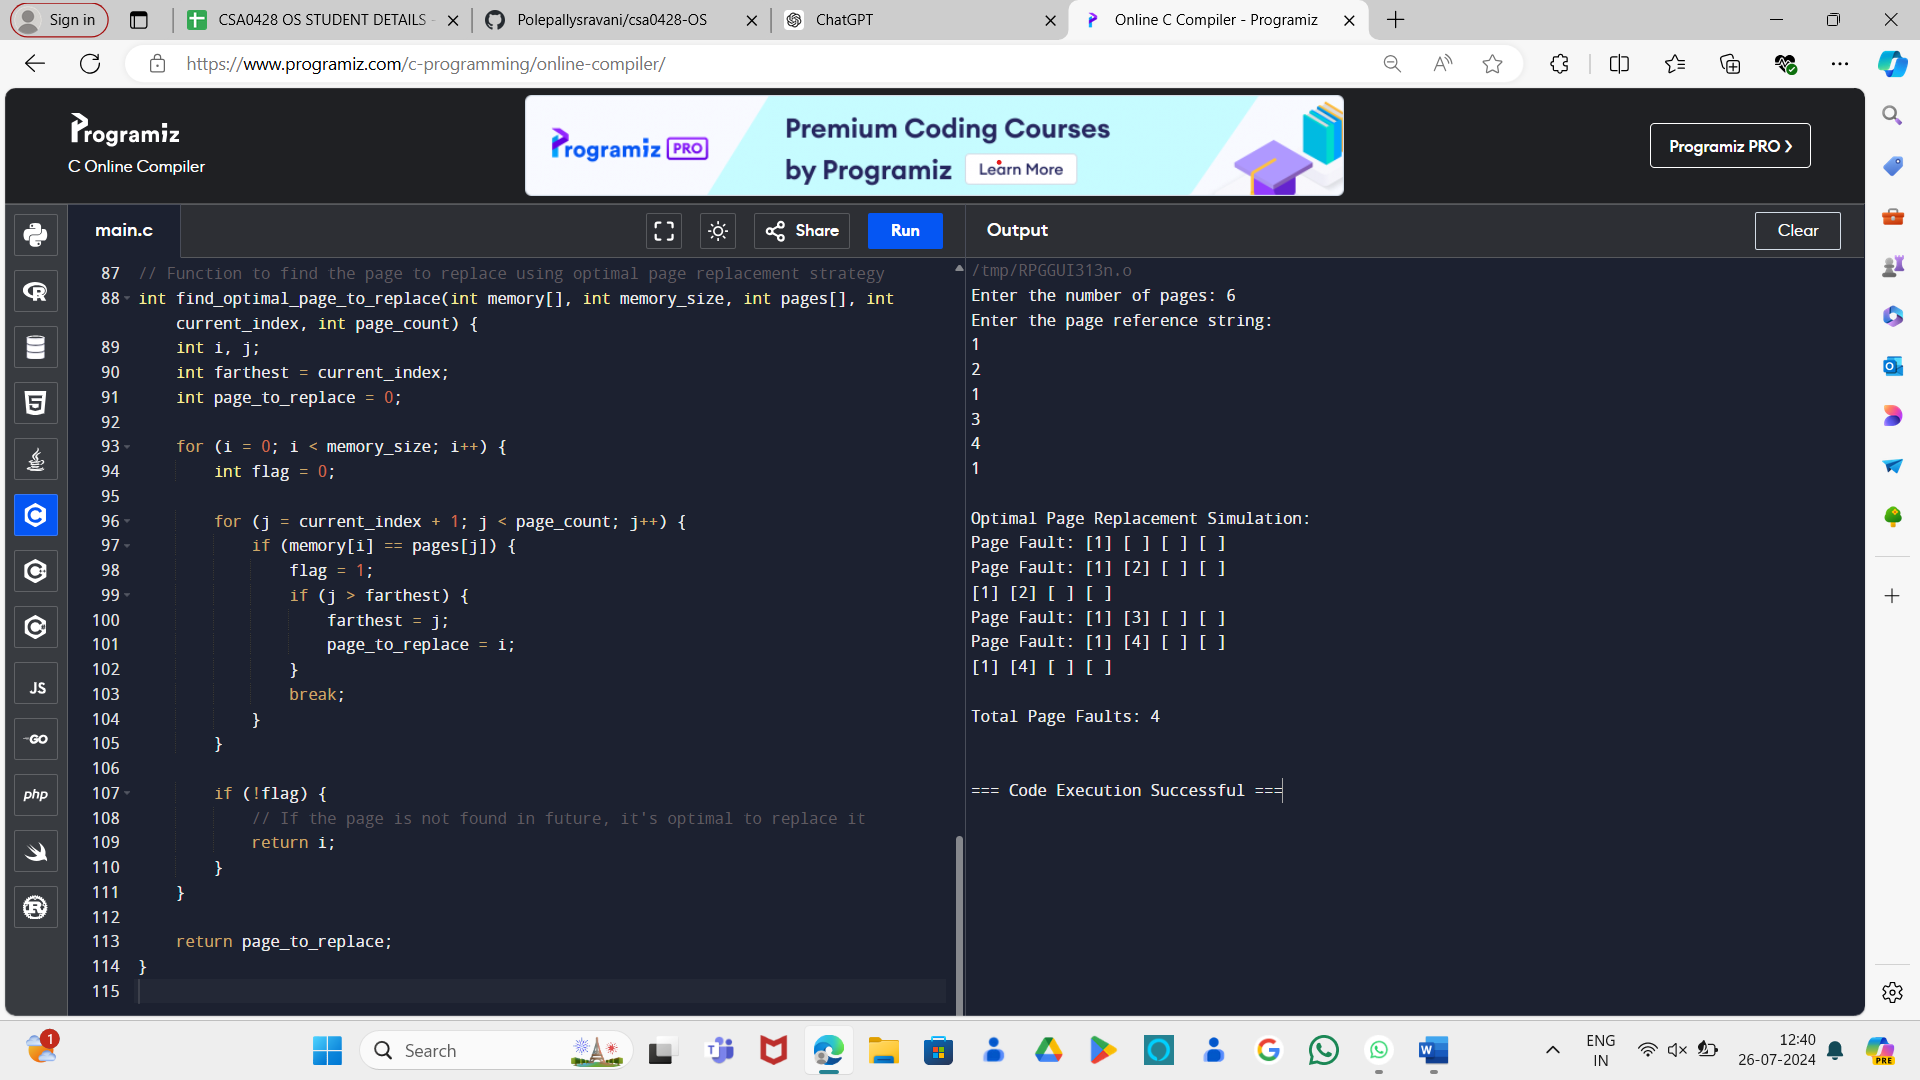 Sign in
CSA0428 OS STUDENT DETAILS -
Polepallysravani/csa0428-OS
ChatGPT
Online C Compiler - Programiz
https://www.programiz.com/c-programming/online-compiler/
Programiz
C Online Compiler
Programiz PRO
Premium Coding Courses
by Programiz
Learn More
Programiz PRO
main.c
Share
Run
Output
Clear
87 // Function to find the page to replace using optimal page replacement strategy
88 int find_optimal_page_to_replace(int memory[], int memory_size, int pages[], int
current_index, int page_count) {
89 int i, j;
90 int farthest = current_index;
91 int page_to_replace = 0;
92
93 for (i = 0; i < memory_size; i++) {
94 int flag = 0;
95
96 for (j = current_index + 1; j < page_count; j++) {
97 if (memory[i] == pages[j]) {
98 flag = 1;
99 if (j > farthest) {
100 farthest = j;
101 page_to_replace = i;
102 }
103 break;
104 }
105 }
106
107 if (!flag) {
108 // If the page is not found in future, it's optimal to replace it
109 return i;
110 }
111 }
112
113 return page_to_replace;
114 }
115
/tmp/RPGGUI313n.o
Enter the number of pages: 6
Enter the page reference string:
1
2
1
3
4
1
Optimal Page Replacement Simulation:
Page Fault: [1] [ ] [ ] [ ]
Page Fault: [1] [2] [ ] [ ]
[1] [2] [ ] [ ]
Page Fault: [1] [3] [ ] [ ]
Page Fault: [1] [4] [ ] [ ]
[1] [4] [ ] [ ]
Total Page Faults: 4
=== Code Execution Successful ===
JS
GO
php
1
Search
ENG
IN
12:40
26-07-2024
PRE